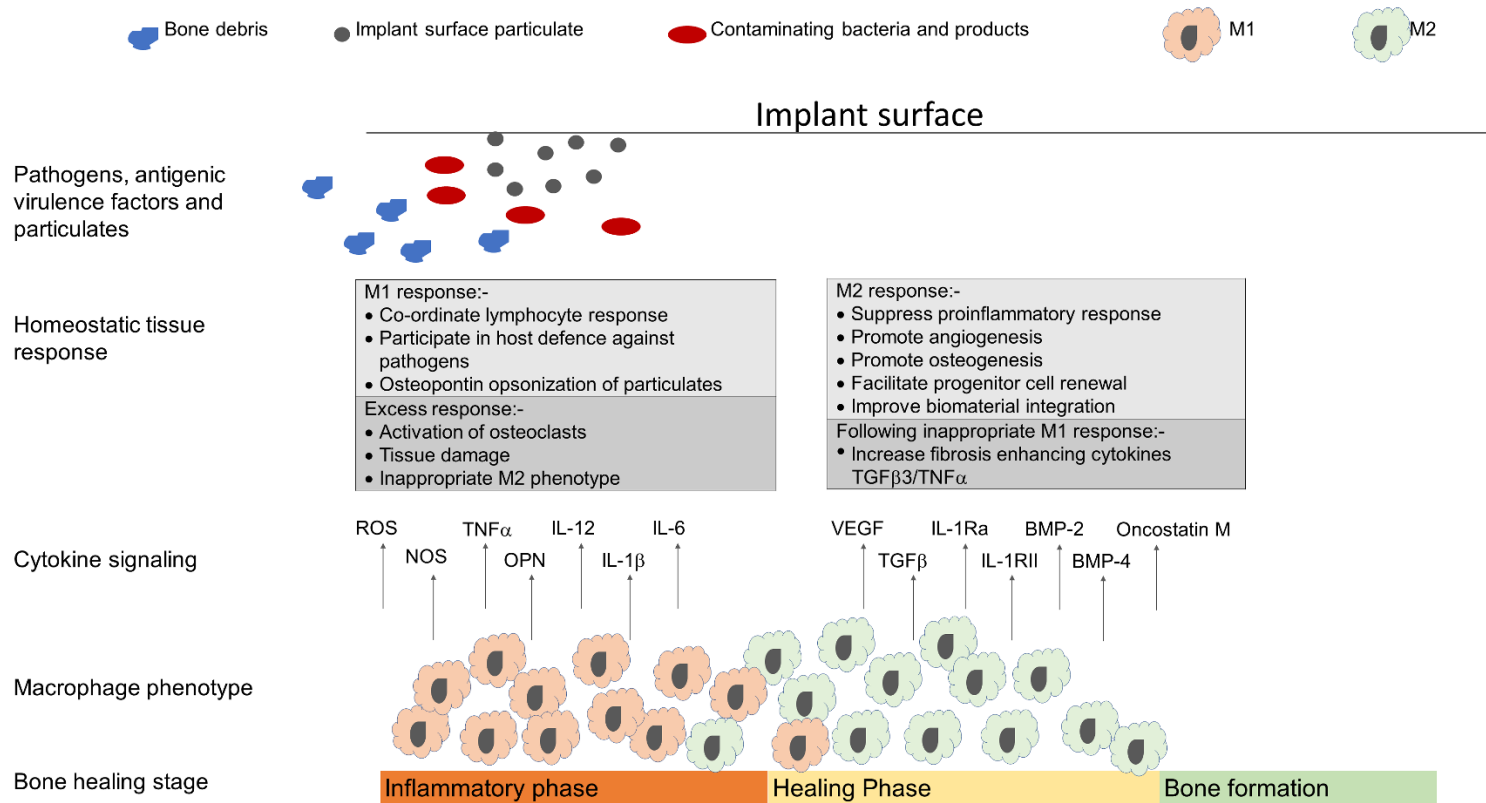 Bone debris
Implant surface particulate
Contaminating bacteria and products
M1
M2
Implant surface
Pathogens, antigenic
virulence factors and
particulates
Homeostatic tissue
response
M1 response:-
• Co-ordinate lymphocyte response
• Participate in host defence against
pathogens
• Osteopontin opsonization of particulates
Excess response:-
• Activation of osteoclasts
• Tissue damage
• Inappropriate M2 phenotype
M2 response:-
• Suppress proinflammatory response
• Promote angiogenesis
• Promote osteogenesis
• Facilitate progenitor cell renewal
• Improve biomaterial integration
Following inappropriate M1 response:-
• Increase fibrosis enhancing cytokines
TGFβ3/TNFα
Cytokine signaling
ROS
NOS
TNFα
OPN
IL-12
IL-1β
IL-6
VEGF
TGFβ
IL-1Ra
IL-1RII
BMP-2
BMP-4
Oncostatin M
Macrophage phenotype
Bone healing stage
Inflammatory phase
Healing Phase
Bone formation